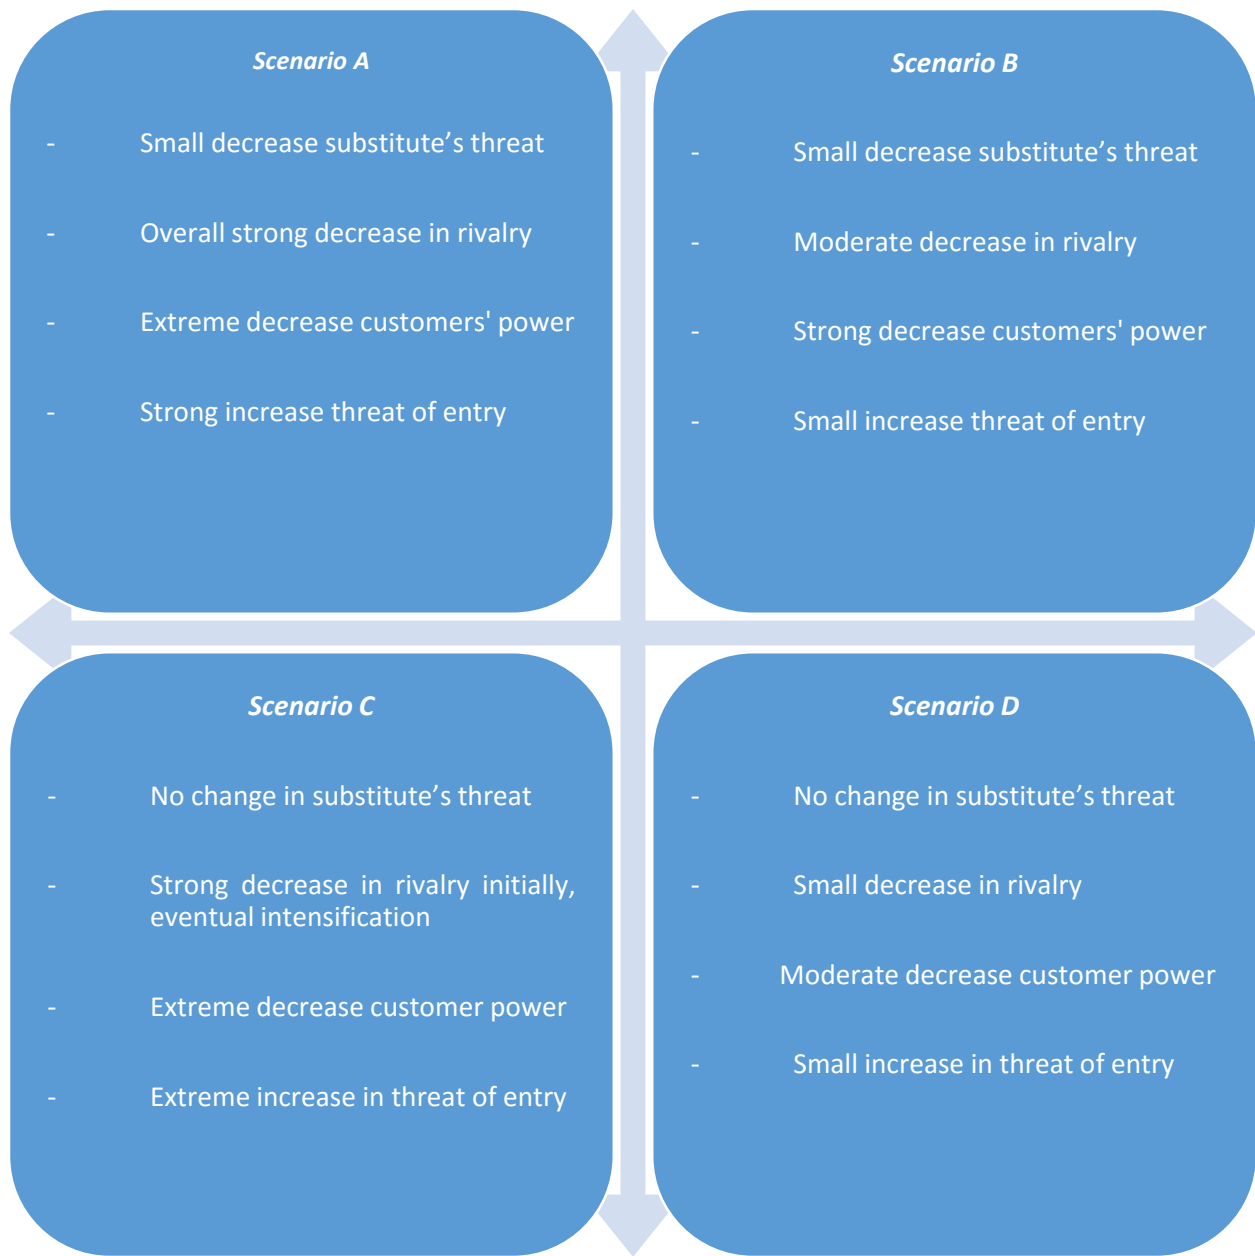 Scenario A
- Small decrease substitute’s threat
- Overall strong decrease in rivalry
- Extreme decrease customers' power
- Strong increase threat of entry
Scenario B
- Small decrease substitute’s threat
- Moderate decrease in rivalry
- Strong decrease customers' power
- Small increase threat of entry
Scenario C
- No change in substitute’s threat
- Strong decrease in rivalry initially,
eventual intensification
- Extreme decrease customer power
- Extreme increase in threat of entry
Scenario D
- No change in substitute’s threat
- Small decrease in rivalry
- Moderate decrease customer power
- Small increase in threat of entry